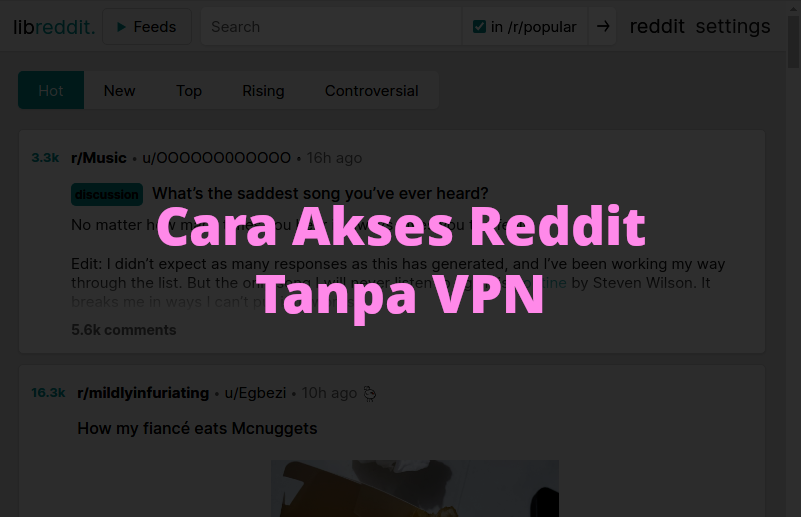 libreddit. Feeds Search in /r/popular → reddit settings
Hot New Top Rising Controversial
3.3k r/Music • u/OOOOOO0OOOOO • 16h ago
discussion What's the saddest song you've ever heard?
Cara Akses Reddit
No matter
Edit: I didn't expect as many responses as this has generated, and I've been working my way
Tanpa VPN
through the list. But the by Steven Wilson. It
breaks me in ways I can't
5.6k comments
16.3k r/mildlyinfuriating • u/Egbezi • 10h ago
How my fiancé eats Mcnuggets